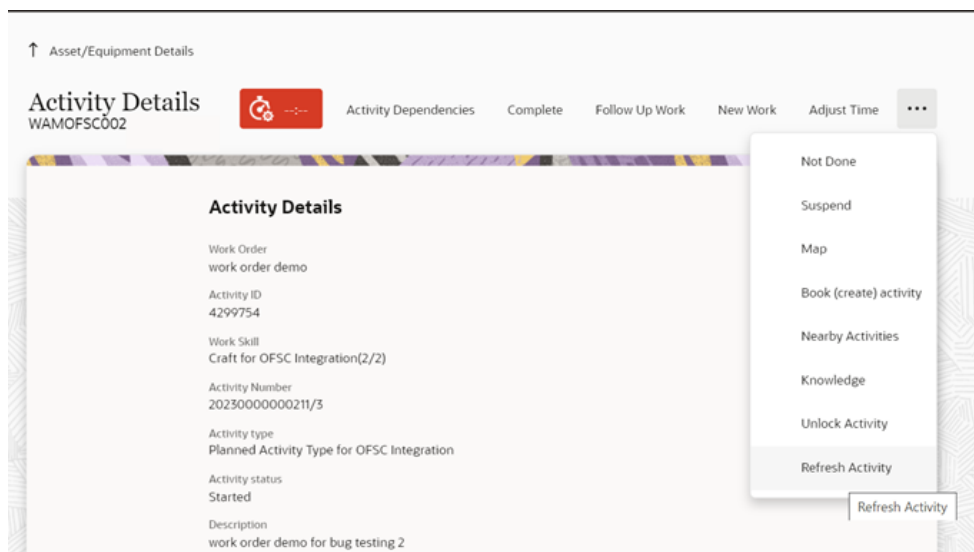 ↑ Asset/Equipment Details
Activity Details
WAMOFSC002
--:--
Activity Dependencies
Complete
Follow Up Work
New Work
Adjust Time
...
Not Done
Suspend
Map
Book (create) activity
Nearby Activities
Knowledge
Unlock Activity
Refresh Activity
Refresh Activity
Activity Details
Work Order
work order demo
Activity ID
4299754
Work Skill
Craft for OFSC Integration(2/2)
Activity Number
20230000000211/3
Activity type
Planned Activity Type for OFSC Integration
Activity status
Started
Description
work order demo for bug testing 2